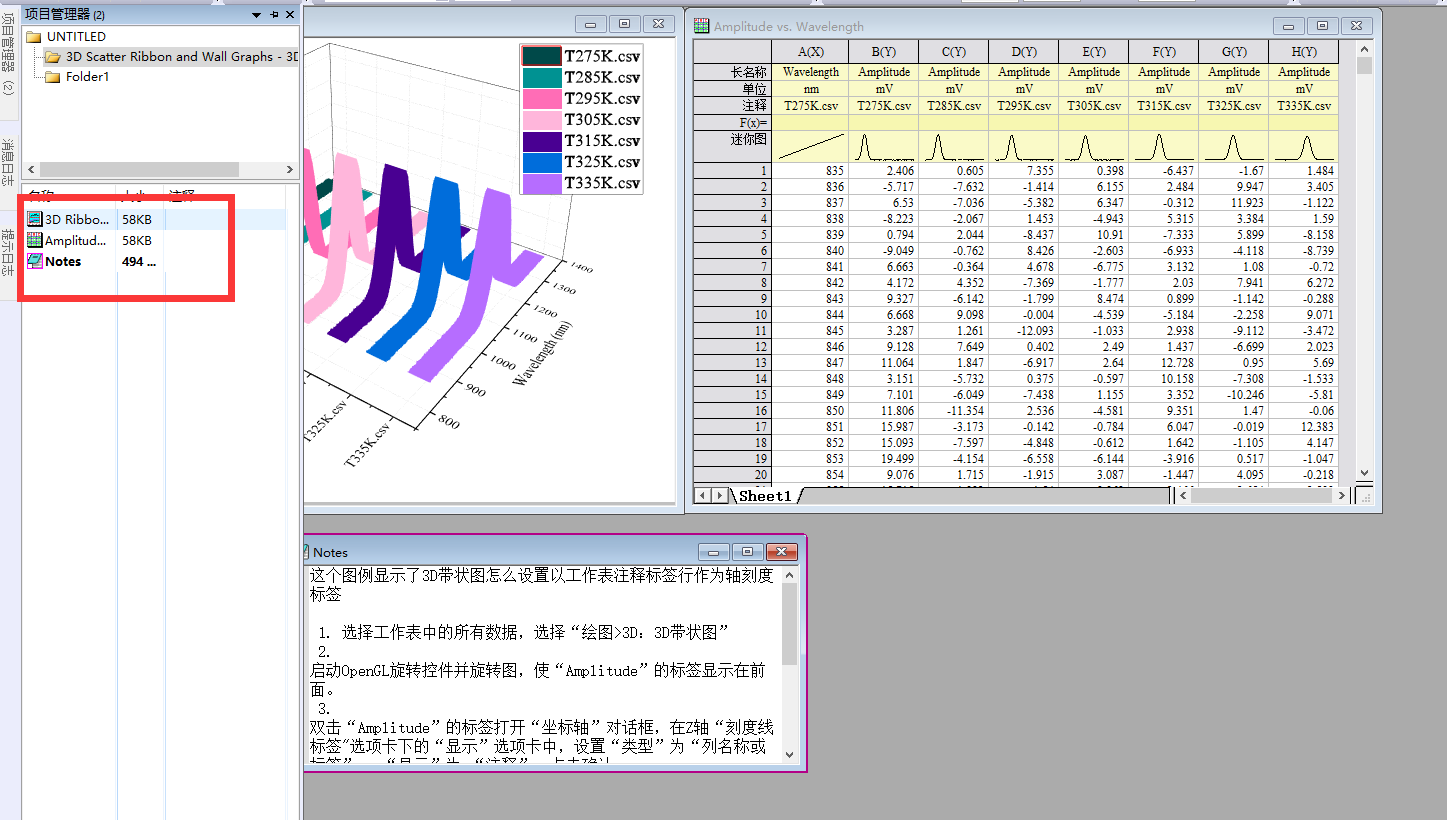 项目管理器 (2)
项目管理器 (2)
消息日志
提示日志
UNTITLED
3D Scatter Ribbon and Wall Graphs - 3D
Folder1
名称 大小 注释
3D Ribbo... 58KB
Amplitud... 58KB
Notes 494 ...
T275K.csv
T285K.csv
T295K.csv
T305K.csv
T315K.csv
T325K.csv
T335K.csv
1400
1300
1200
1100
1000
900
800
Wavelength (nm)
T325K.csv
T335K.csv
Amplitude vs. Wavelength
A(X) B(Y) C(Y) D(Y) E(Y) F(Y) G(Y) H(Y)
长名称 Wavelength Amplitude Amplitude Amplitude Amplitude Amplitude Amplitude Amplitude
单位 nm mV mV mV mV mV mV mV
注释 T275K.csv T275K.csv T285K.csv T295K.csv T305K.csv T315K.csv T325K.csv T335K.csv
F(x)=
迷你图
1 835 2.406 0.605 7.355 0.398 -6.437 -1.67 1.484
2 836 -5.717 -7.632 -1.414 6.155 2.484 9.947 3.405
3 837 6.53 -7.036 -5.382 6.347 -0.312 11.923 -1.122
4 838 -8.223 -2.067 1.453 -4.943 5.315 3.384 1.59
5 839 0.794 2.044 -8.437 10.91 -7.333 5.899 -8.158
6 840 -9.049 -0.762 8.426 -2.603 -6.933 -4.118 -8.739
7 841 6.663 -0.364 4.678 -6.775 3.132 1.08 -0.72
8 842 4.172 4.352 -7.369 -1.777 2.03 7.941 6.272
9 843 9.327 -6.142 -1.799 8.474 0.899 -1.142 -0.288
10 844 6.668 9.098 -0.004 -4.539 -5.184 -2.258 9.071
11 845 3.287 1.261 -12.093 -1.033 2.938 -9.112 -3.472
12 846 9.128 7.649 0.402 2.49 1.437 -6.699 2.023
13 847 11.064 1.847 -6.917 2.64 12.728 0.95 5.69
14 848 3.151 -5.732 0.375 -0.597 10.158 -7.308 -1.533
15 849 7.101 -6.049 -7.438 1.155 3.352 -10.246 -5.81
16 850 11.806 -11.354 2.536 -4.581 9.351 1.47 -0.06
17 851 15.987 -3.173 -0.142 -0.784 6.047 -0.019 12.383
18 852 15.093 -7.597 -4.848 -0.612 1.642 -1.105 4.147
19 853 19.499 -4.154 -6.558 -6.144 -3.916 0.517 -1.047
20 854 9.076 1.715 -1.915 3.087 -1.447 4.095 -0.218
Sheet1
Notes
这个图例显示了3D带状图怎么设置以工作表注释标签行作为轴刻度
标签
1. 选择工作表中的所有数据，选择“绘图>3D: 3D带状图”
2.
启动OpenGL旋转控件并旋转图，使“Amplitude”的标签显示在前
面。
3.
双击“Amplitude”的标签打开“坐标轴”对话框，在Z轴“刻度线
标签”选项卡下的“显示”选项卡中，设置“类型”为“列名称或